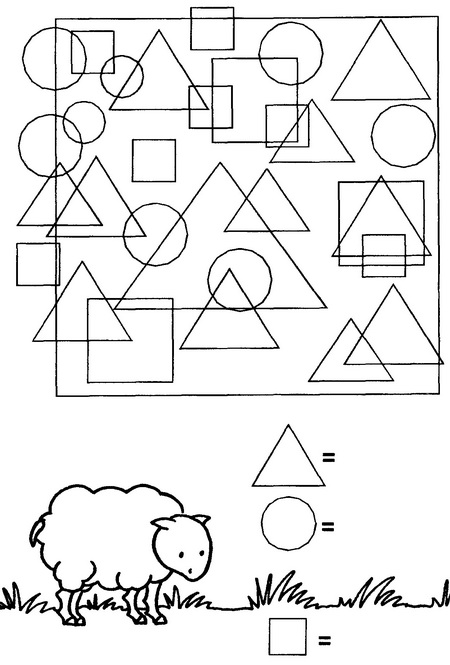 =
=
=